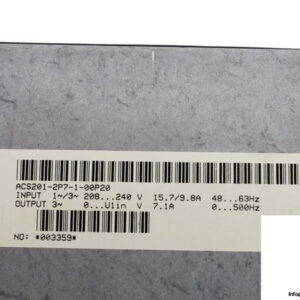 ACS201-2P7-1-00P20
INPUT 1~/3~ 208...240 V 15.7/9.8A 48...63Hz
OUTPUT 3~ 0...U1in V 7.1A 0...500Hz
NO: *003359*